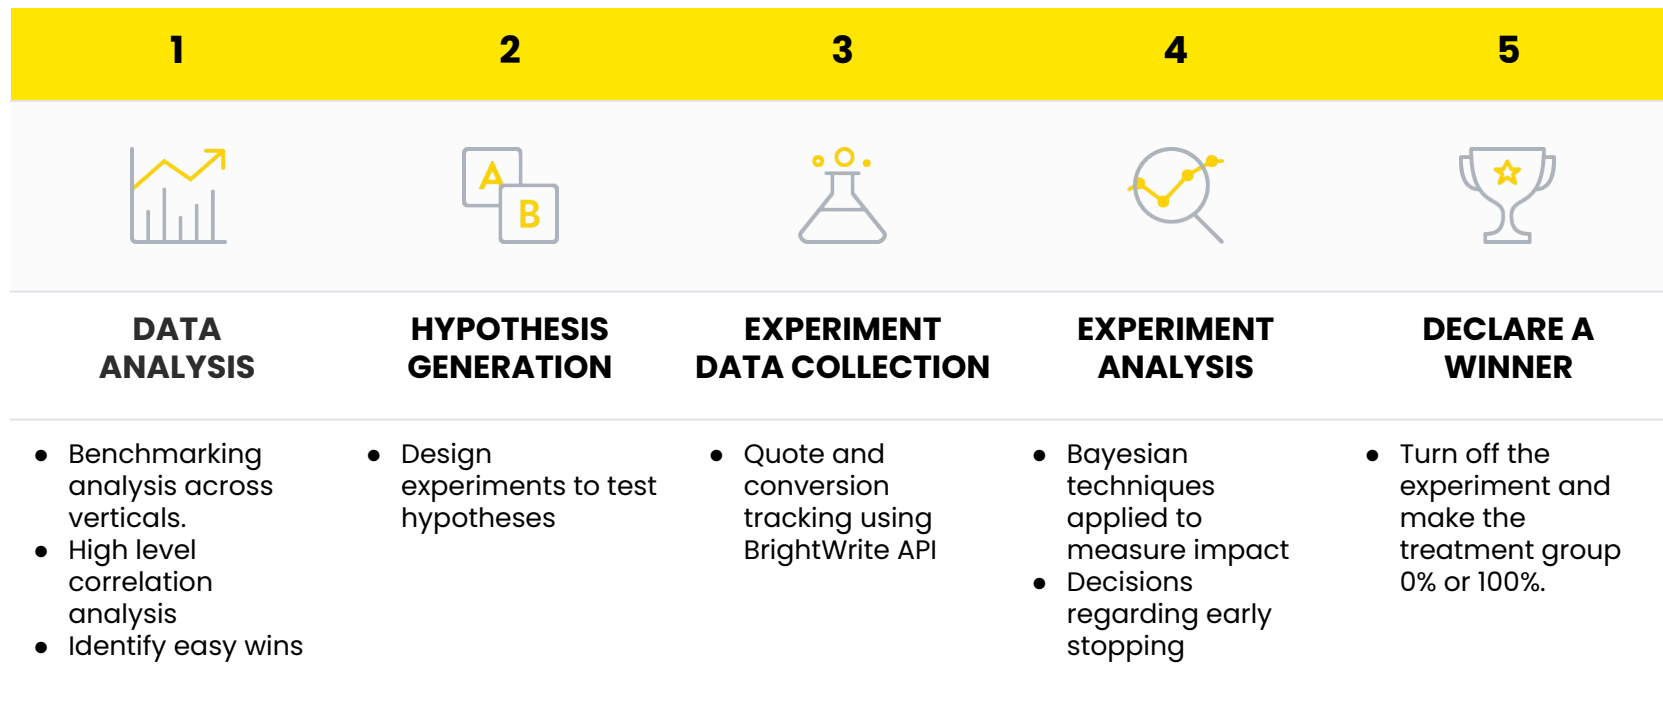 1
2
3
4
5
A
B
DATA
ANALYSIS
HYPOTHESIS
GENERATION
EXPERIMENT
DATA COLLECTION
EXPERIMENT
ANALYSIS
DECLARE A
WINNER
● Benchmarking
analysis across
verticals.
● High level
correlation
analysis
● Identify easy wins
● Design
experiments to test
hypotheses
● Quote and
conversion
tracking using
BrightWrite API
● Bayesian
techniques
applied to
measure impact
● Decisions
regarding early
stopping
● Turn off the
experiment and
make the
treatment group
0% or 100%.